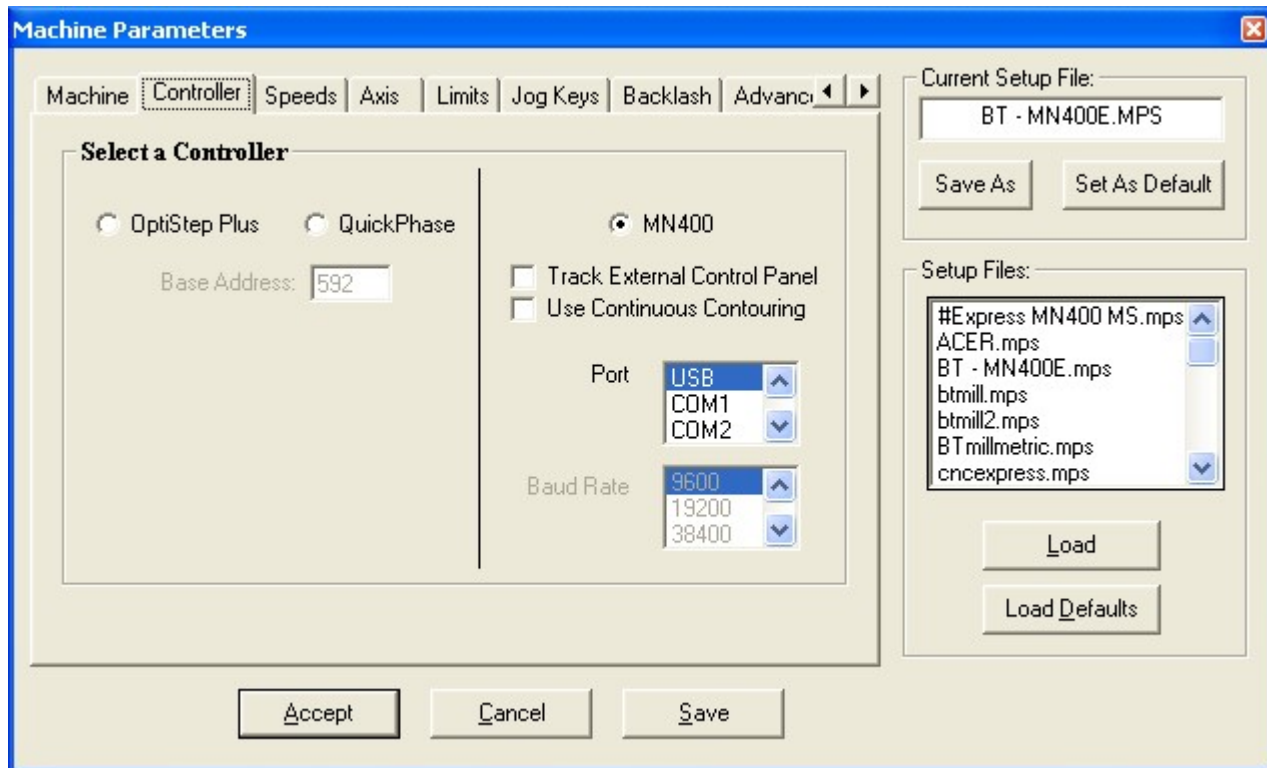 Machine Parameters
Machine Controller Speeds Axis Limits Jog Keys Backlash
Select a Controller
OptiStep Plus QuickPhase
Base Address: 592
MN400
Track External Control Panel
Use Continuous Contouring
Port
USB
COM1
COM2
Baud Rate
9600
19200
38400
Current Setup File:
BT - MN400E.MPS
Save As Set As Default
Setup Files:
#Express MN400 MS.mps
ACER.mps
BT - MN400E.mps
btmill.mps
btmill2.mps
BTmillmetric.mps
cncexpress.mps
Load
Load Defaults
Accept Cancel Save